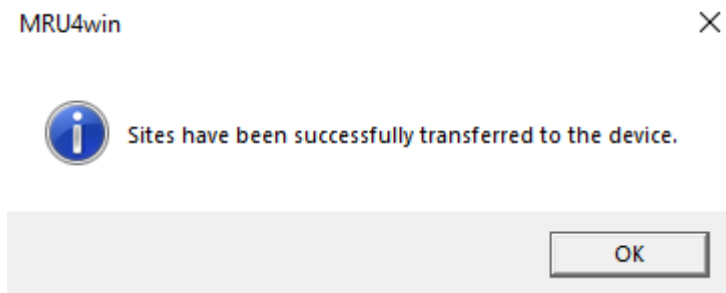 MRU4win
Sites have been successfully transferred to the device.
OK